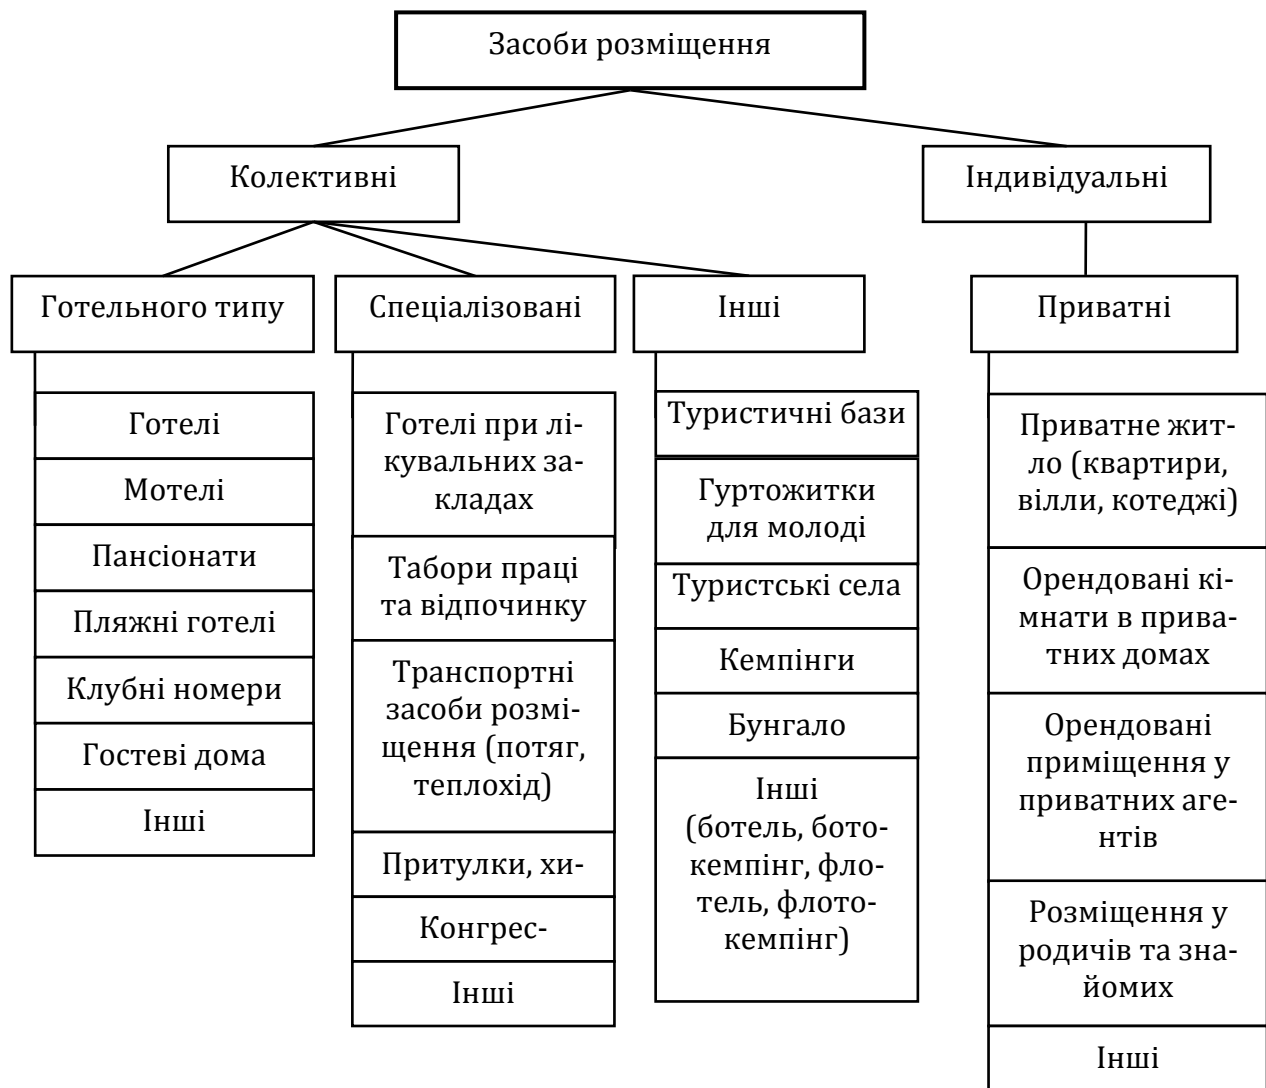 Засоби розміщення
Колективні
Індивідуальні
Готельного типу
Спеціалізовані
Інші
Приватні
Готелі
Мотелі
Пансіонати
Пляжні готелі
Клубні номери
Гостеві дома
Інші
Готелі при лі-
кувальних за-
кладах
Табори праці
та відпочинку
Транспортні
засоби розмі-
щення (потяг,
теплохід)
Притулки, хи-
Конгрес-
Інші
Туристичні бази
Гуртожитки
для молоді
Туристські села
Кемпінги
Бунгало
Інші
(ботель, бото-
кемпінг, фло-
тель, флото-
кемпінг)
Приватне жит-
ло (квартири,
вілли, котеджі)
Орендовані кі-
мнати в прива-
тних домах
Орендовані
приміщення у
приватних аге-
нтів
Розміщення у
родичів та зна-
йомих
Інші